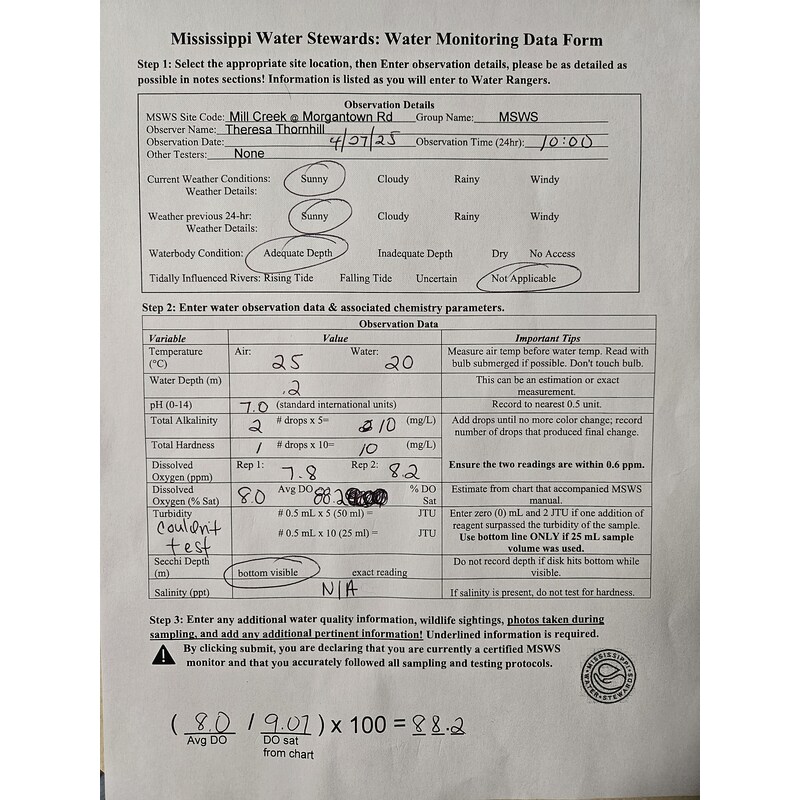 Mississippi Water Stewards: Water Monitoring Data Form
Step 1: Select the appropriate site location, then Enter observation details, please be as detailed as
possible in notes sections! Information is listed as you will enter to Water Rangers.
Observation Details
MSWS Site Code: Mill Creek @ Morgantown Rd Group Name: MSWS
Observer Name: Theresa Thornhill
Observation Date: 4/27/25 Observation Time (24hr): 10:00
Other Testers: None
Current Weather Conditions: Sunny Cloudy Rainy Windy
Weather Details:
Weather previous 24-hr: Sunny Cloudy Rainy Windy
Weather Details:
Waterbody Condition: Adequate Depth Inadequate Depth Dry No Access
Tidally Influenced Rivers: Rising Tide Falling Tide Uncertain Not Applicable
Step 2: Enter water observation data & associated chemistry parameters.
Observation Data
Variable Value Important Tips
Temperature Air: Water: Measure air temp before water temp. Read with
(°C) 25 20 bulb submerged if possible. Don't touch bulb.
Water Depth (m) .2 This can be an estimation or exact
measurement.
pH (0-14) 7.0 (standard international units) Record to nearest 0.5 unit.
Total Alkalinity 2 # drops x 5= 10 (mg/L) Add drops until no more color change; record
number of drops that produced final change.
Total Hardness 1 # drops x 10= 10 (mg/L)
Dissolved Rep 1: 7.8 Rep 2: 8.2 Ensure the two readings are within 0.6 ppm.
Oxygen (ppm)
Dissolved 8.0 Avg DO 88.2 % DO Estimate from chart that accompanied MSWS
Oxygen (% Sat) Sat manual.
Turbidity # 0.5 mL x 5 (50 ml) = JTU Enter zero (0) mL and 2 JTU if one addition of
couldn't reagent surpassed the turbidity of the sample.
test # 0.5 mL x 10 (25 ml) = JTU Use bottom line ONLY if 25 mL sample
volume was used.
Secchi Depth Do not record depth if disk hits bottom while
(m) bottom visible exact reading visible.
Salinity (ppt) N/A If salinity is present, do not test for hardness.
Step 3: Enter any additional water quality information, wildlife sightings, photos taken during
sampling, and add any additional pertinent information! Underlined information is required.
By clicking submit, you are declaring that you are currently a certified MSWS
monitor and that you accurately followed all sampling and testing protocols.
MISSISSIPPI WATER STEWARDS
( 8.0 / 9.07 ) x 100 = 88.2
Avg DO DO sat
from chart